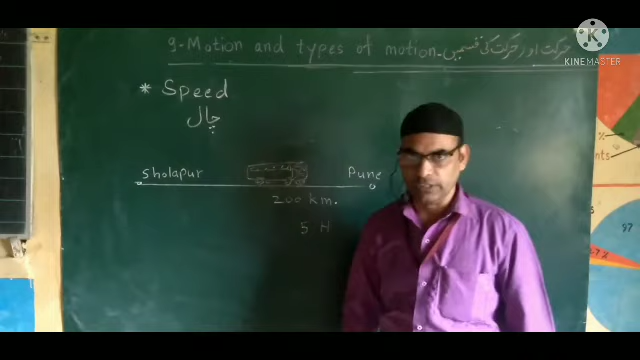 9-Motion and types of motion- حرکت اور حرکت کی قسمیں
* Speed
چال
Sholapur
Pune
200 km.
5 H
KINEMASTER
%
97